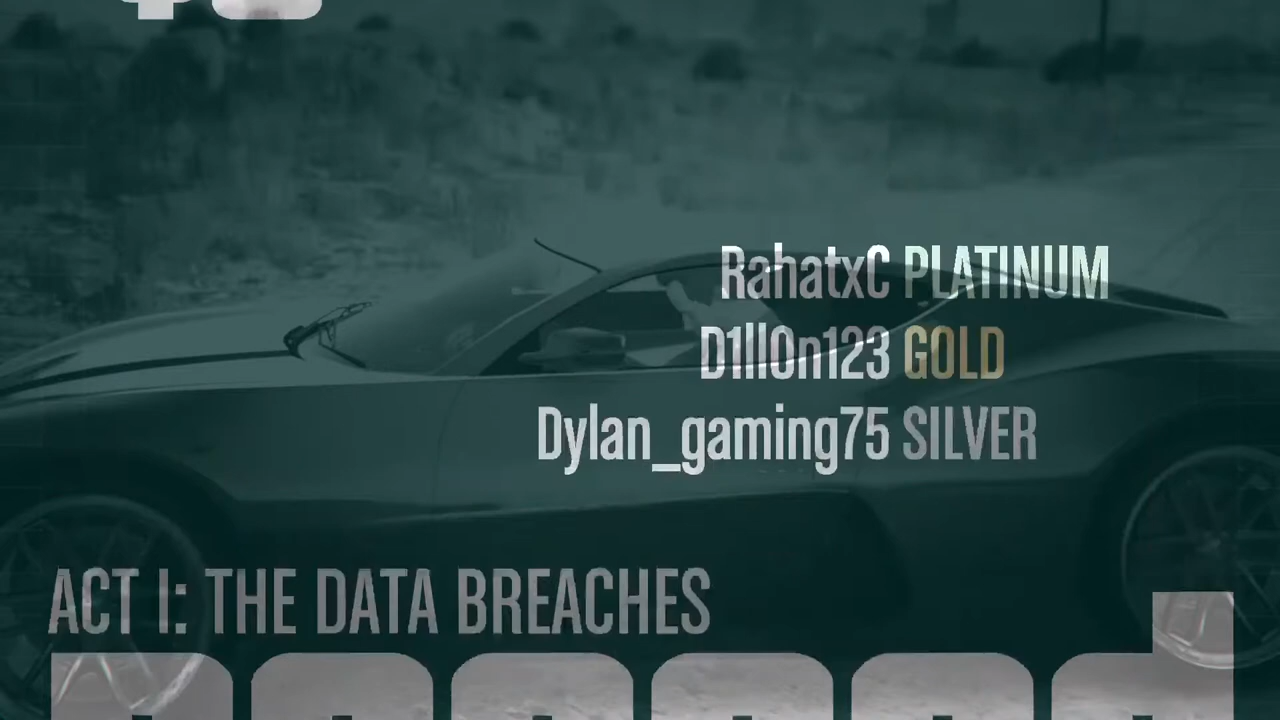 RahatxC PLATINUM
D1ll0n123 GOLD
Dylan_gaming75 SILVER
ACT I: THE DATA BREACHES